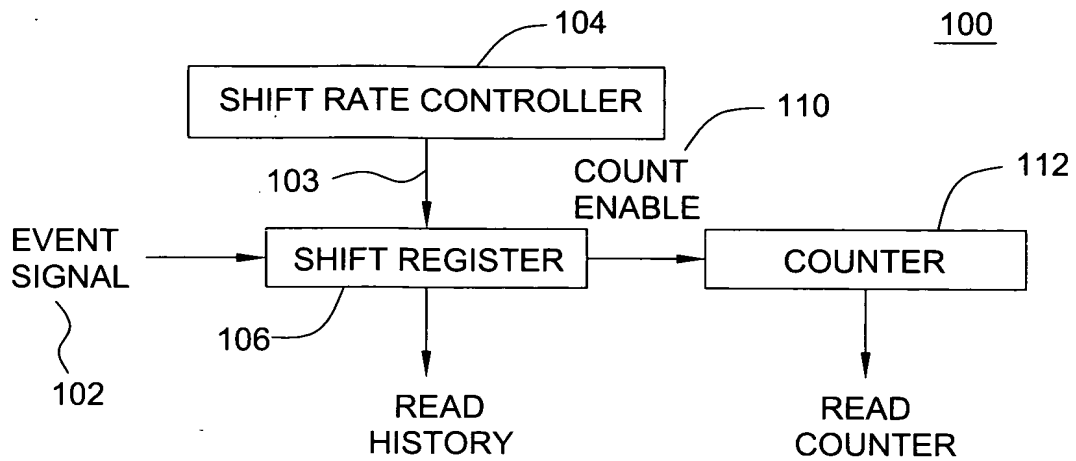 104
100
SHIFT RATE CONTROLLER
110
103
COUNT
ENABLE
112
EVENT
SIGNAL
SHIFT REGISTER
COUNTER
106
102
READ
HISTORY
READ
COUNTER